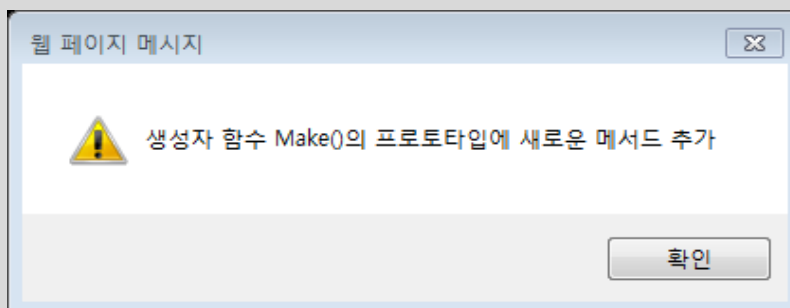 웹 페이지 메시지
생성자 함수 Make()의 프로토타입에 새로운 메서드 추가
확인